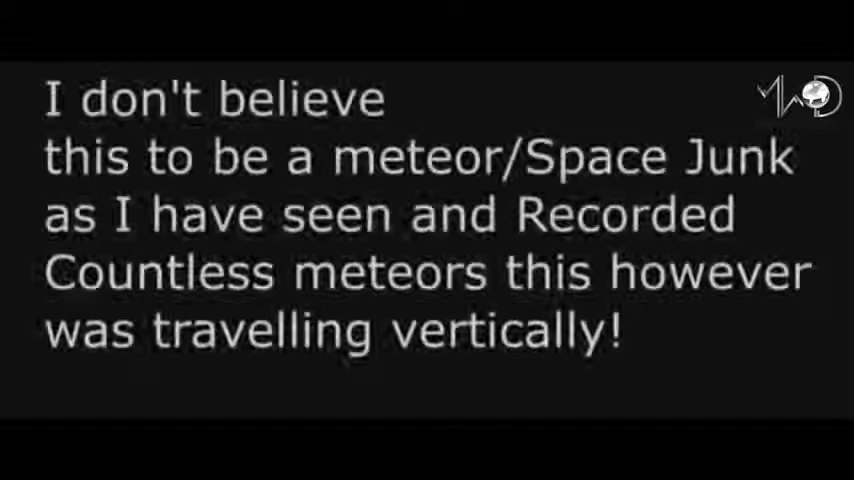 I don't believe
this to be a meteor/Space Junk
as I have seen and Recorded
Countless meteors this however
was travelling vertically!